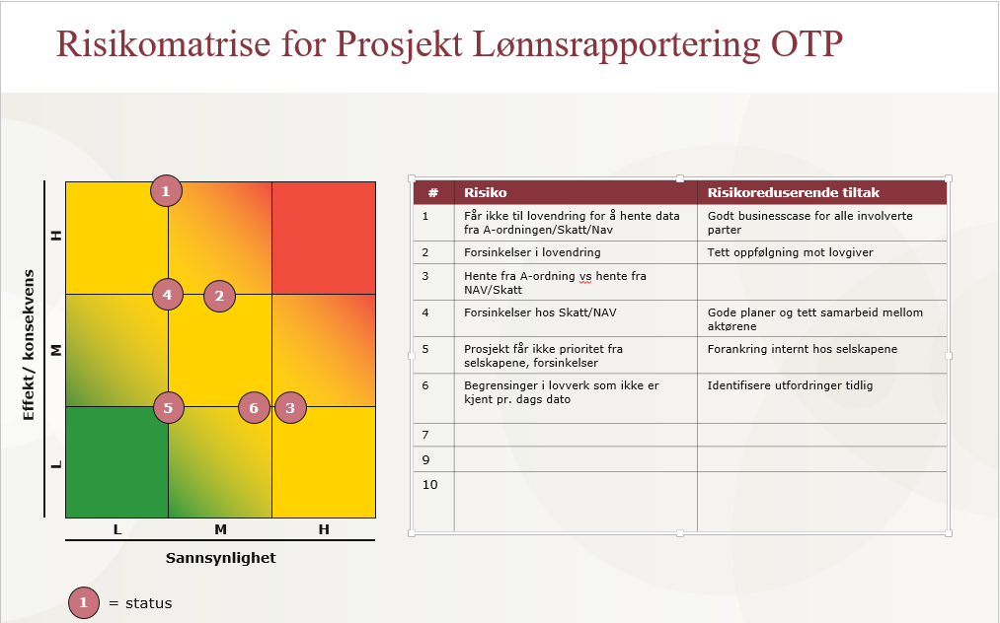 Risikomatrise for Prosjekt Lønnsrapportering OTP
Effekt/ konsekvens
H
M
L
1
4
2
5
6
3
L M H
Sannsynlighet
1 = status
# Risiko Risikoreduserende tiltak
1 Får ikke til lovendring for å hente data Godt businesscase for alle involverte
fra A-ordningen/Skatt/Nav parter
2 Forsinkelser i lovendring Tett oppfølgning mot lovgiver
3 Hente fra A-ordning vs hente fra
NAV/Skatt
4 Forsinkelser hos Skatt/NAV Gode planer og tett samarbeid mellom
aktørene
5 Prosjekt får ikke prioritet fra Forankring internt hos selskapene
selskapene, forsinkelser
6 Begrensinger i lovverk som ikke er Identifisere utfordringer tidlig
kjent pr. dags dato
7
9
10